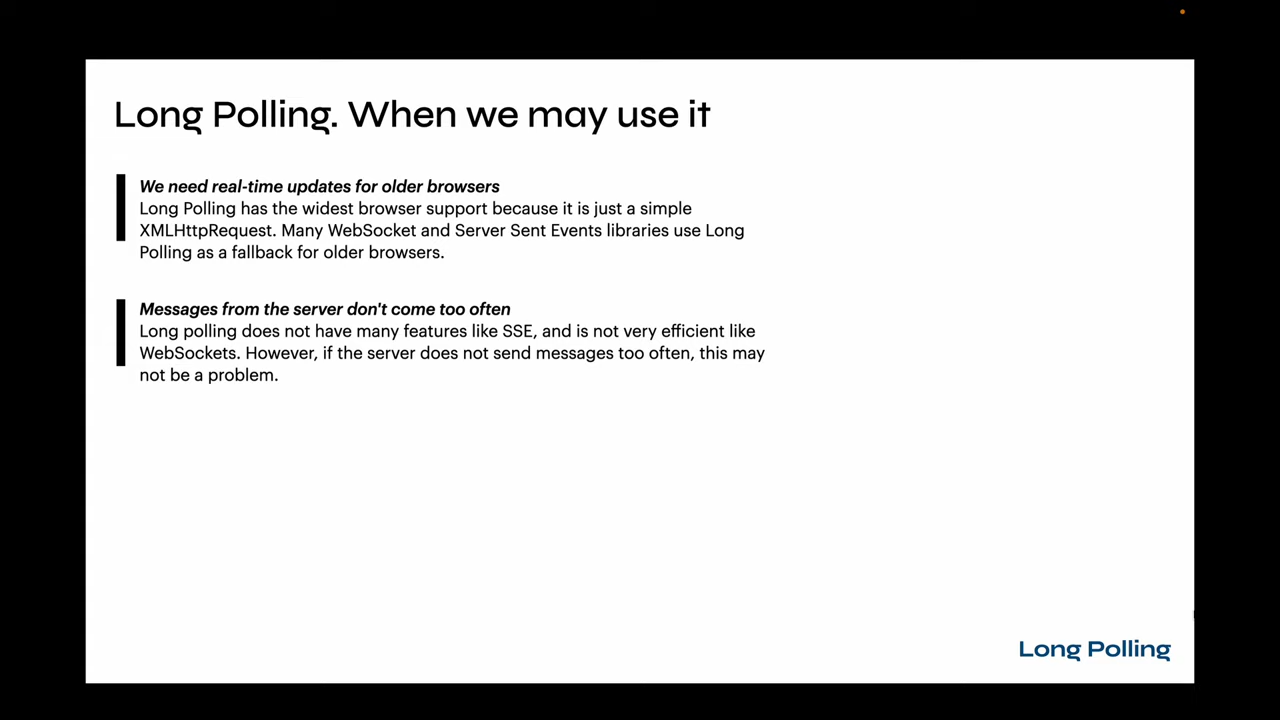 Long Polling. When we may use it
We need real-time updates for older browsers
Long Polling has the widest browser support because it is just a simple
XMLHttpRequest. Many WebSocket and Server Sent Events libraries use Long
Polling as a fallback for older browsers.
Messages from the server don't come too often
Long polling does not have many features like SSE, and is not very efficient like
WebSockets. However, if the server does not send messages too often, this may
not be a problem.
Long Polling